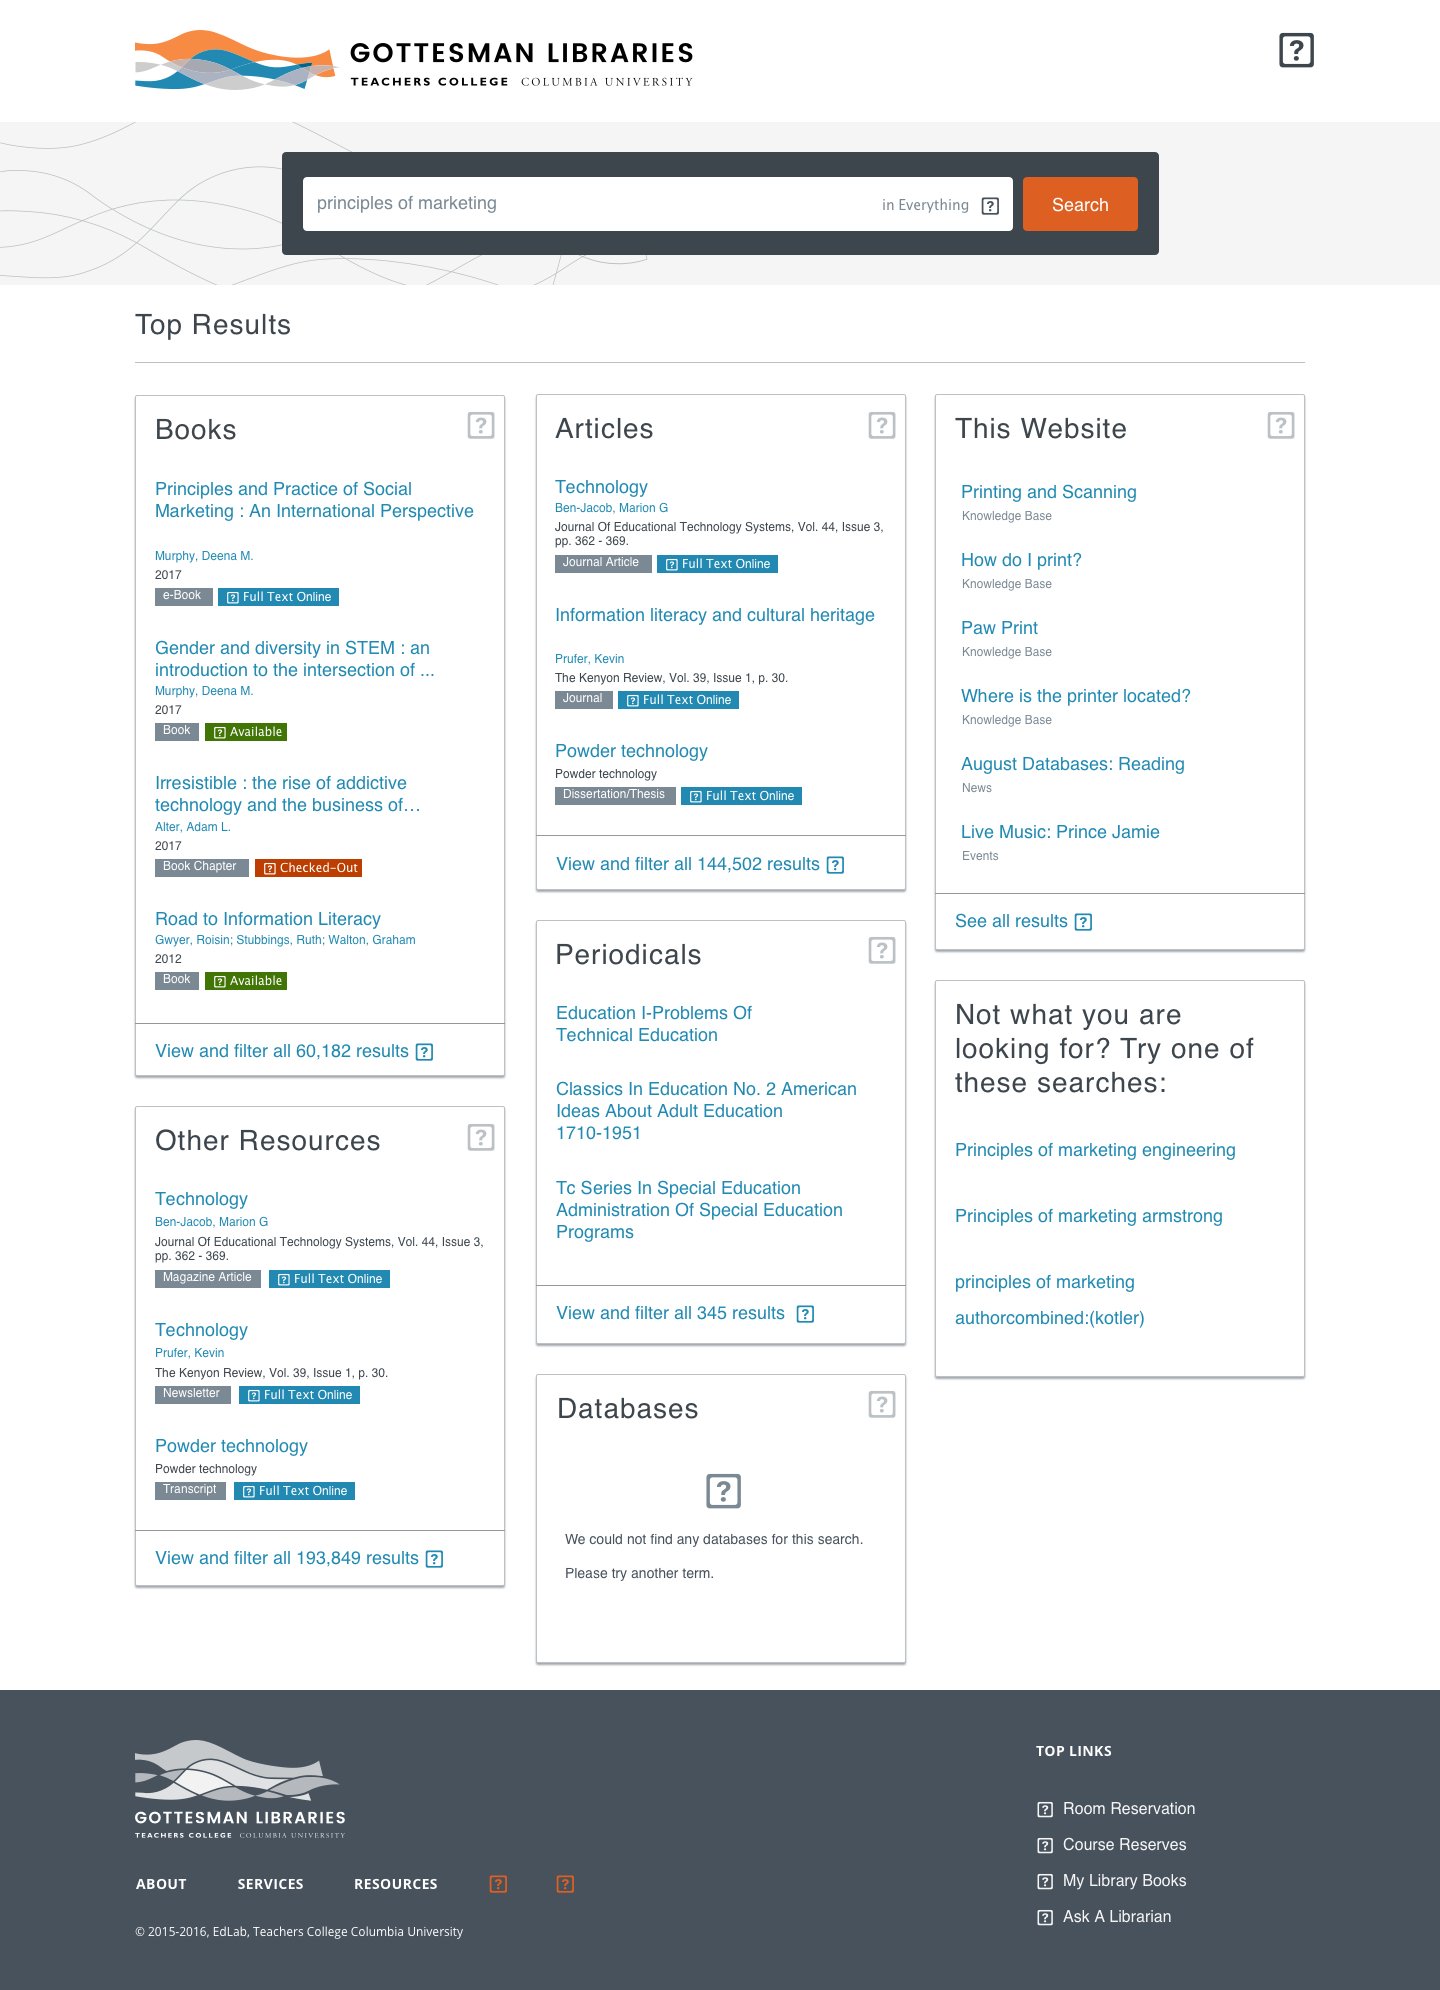 GOTTESMAN LIBRARIES
TEACHERS COLLEGE COLUMBIA UNIVERSITY
principles of marketing
in Everything
Search
Top Results
Books
Principles and Practice of Social
Marketing : An International Perspective
Murphy, Deena M.
2017
e-Book Full Text Online
Gender and diversity in STEM : an
introduction to the intersection of ...
Murphy, Deena M.
2017
Book Available
Irresistible : the rise of addictive
technology and the business of…
Alter, Adam L.
2017
Book Chapter Checked-Out
Road to Information Literacy
Gwyer, Roisin; Stubbings, Ruth; Walton, Graham
2012
Book Available
View and filter all 60,182 results
Other Resources
Technology
Ben-Jacob, Marion G
Journal Of Educational Technology Systems, Vol. 44, Issue 3,
pp. 362 - 369.
Magazine Article Full Text Online
Technology
Prufer, Kevin
The Kenyon Review, Vol. 39, Issue 1, p. 30.
Newsletter Full Text Online
Powder technology
Powder technology
Transcript Full Text Online
View and filter all 193,849 results
Articles
Technology
Ben-Jacob, Marion G
Journal Of Educational Technology Systems, Vol. 44, Issue 3,
pp. 362 - 369.
Journal Article Full Text Online
Information literacy and cultural heritage
Prufer, Kevin
The Kenyon Review, Vol. 39, Issue 1, p. 30.
Journal Full Text Online
Powder technology
Powder technology
Dissertation/Thesis Full Text Online
View and filter all 144,502 results
Periodicals
Education I-Problems Of
Technical Education
Classics In Education No. 2 American
Ideas About Adult Education
1710-1951
Tc Series In Special Education
Administration Of Special Education
Programs
View and filter all 345 results
Databases
We could not find any databases for this search.
Please try another term.
This Website
Printing and Scanning
Knowledge Base
How do I print?
Knowledge Base
Paw Print
Knowledge Base
Where is the printer located?
Knowledge Base
August Databases: Reading
News
Live Music: Prince Jamie
Events
See all results
Not what you are
looking for? Try one of
these searches:
Principles of marketing engineering
Principles of marketing armstrong
principles of marketing
authorcombined:(kotler)
GOTTESMAN LIBRARIES
TEACHERS COLLEGE COLUMBIA UNIVERSITY
ABOUT SERVICES RESOURCES
© 2015-2016, EdLab, Teachers College Columbia University
TOP LINKS
Room Reservation
Course Reserves
My Library Books
Ask A Librarian